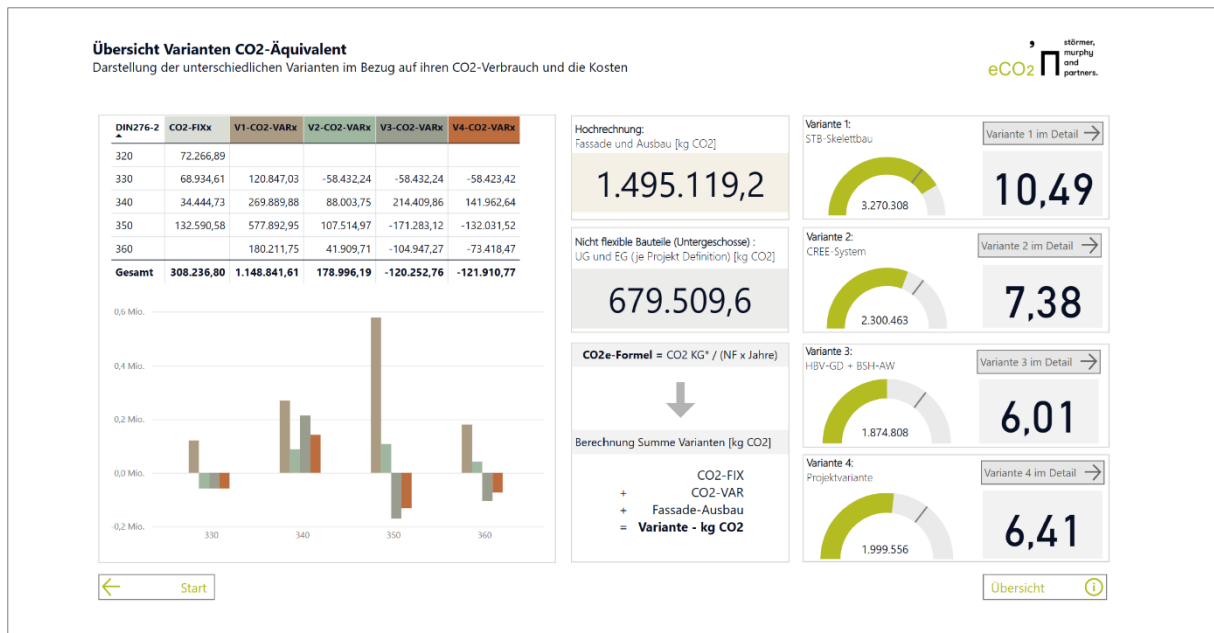 Übersicht Varianten CO2-Äquivalent
Darstellung der unterschiedlichen Varianten im Bezug auf ihren CO2-Verbrauch und die Kosten
eCO2
störmer,
murphy
and
partners.
DIN276-2 CO2-FIXx V1-CO2-VARx V2-CO2-VARx V3-CO2-VARx V4-CO2-VARx
320 72.266,89
330 68.934,61 120.847,03 -58.432,24 -58.432,24 -58.423,42
340 34.444,73 269.889,88 88.003,75 214.409,86 141.962,64
350 132.590,58 577.892,95 107.514,97 -171.283,12 -132.031,52
360 180.211,75 41.909,71 -104.947,27 -73.418,47
Gesamt 308.236,80 1.148.841,61 178.996,19 -120.252,76 -121.910,77
0,6 Mio.
0,4 Mio.
0,2 Mio.
0,0 Mio.
-0,2 Mio.
330 340 350 360
Hochrechnung:
Fassade und Ausbau [kg CO2]
1.495.119,2
Nicht flexible Bauteile (Untergeschosse) :
UG und EG (je Projekt Definition) [kg CO2]
679.509,6
CO2e-Formel = CO2 KG* / (NF x Jahre)
Berechnung Summe Varianten [kg CO2]
CO2-FIX
+ CO2-VAR
+ Fassade-Ausbau
= Variante - kg CO2
Variante 1:
STB-Skelettbau
Variante 1 im Detail
3.270.308
10,49
Variante 2:
CREE-System
Variante 2 im Detail
2.300.463
7,38
Variante 3:
HBV-GD + BSH-AW
Variante 3 im Detail
1.874.808
6,01
Variante 4:
Projektvariante
Variante 4 im Detail
1.999.556
6,41
Start
Übersicht